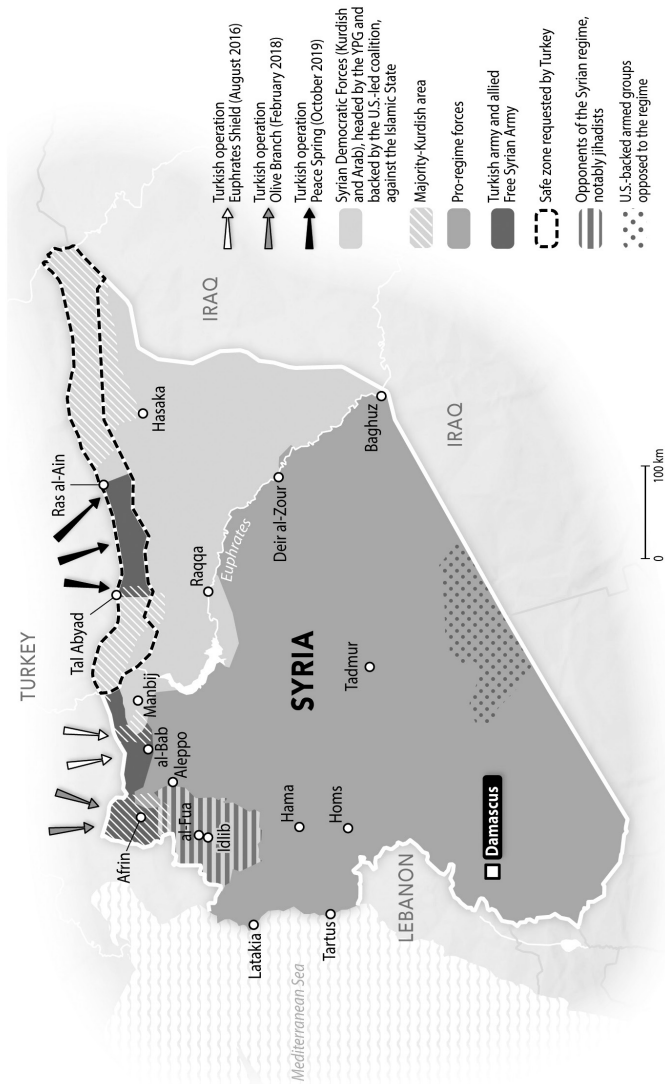 TURKEY
Ras al-Ain
Tal Abyad
Manbij
al-Bab
Aleppo
Afrin
al-Fua
Idlib
Hasaka
IRAQ
Raqqa
Euphrates
Latakia
Deir al-Zour
SYRIA
Hama
Mediterranean Sea
Tartus
Homs
Tadmur
Baghuz
LEBANON
IRAQ
Damascus
0
100 km
Turkish operation
Euphrates Shield (August 2016)
Turkish operation
Olive Branch (February 2018)
Turkish operation
Peace Spring (October 2019)
Syrian Democratic Forces (Kurdish
and Arab), headed by the YPG and
backed by the U.S.-led coalition,
against the Islamic State
Majority-Kurdish area
Pro-regime forces
Turkish army and allied
Free Syrian Army
Safe zone requested by Turkey
Opponents of the Syrian regime,
notably jihadists
U.S.-backed armed groups
opposed to the regime